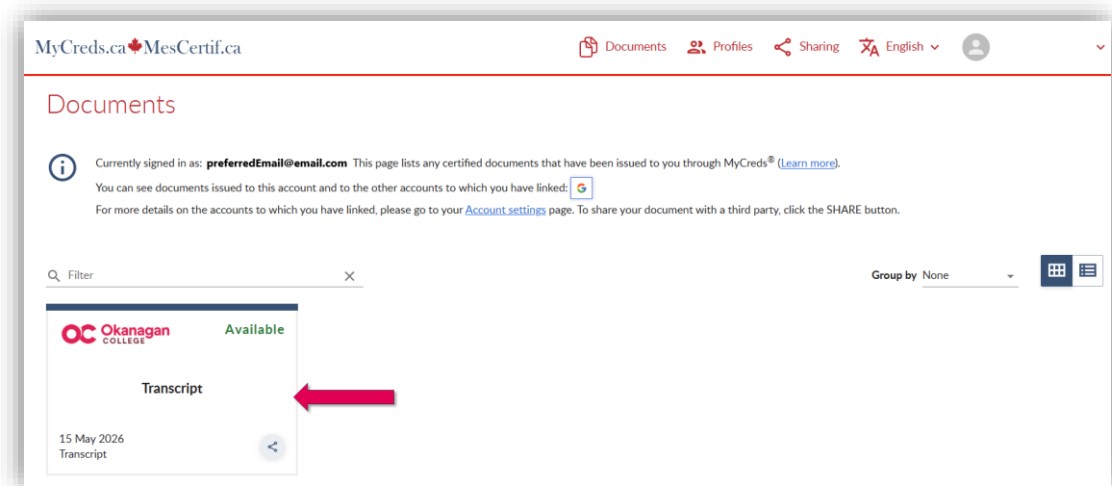 MyCreds.ca MesCertif.ca
Documents Profiles Sharing English
Documents
Currently signed in as: preferredEmail@email.com This page lists any certified documents that have been issued to you through MyCreds® (Learn more).
You can see documents issued to this account and to the other accounts to which you have linked: G
For more details on the accounts to which you have linked, please go to your Account settings page. To share your document with a third party, click the SHARE button.
Filter
Group by None
OC Okanagan COLLEGE
Available
Transcript
15 May 2026
Transcript